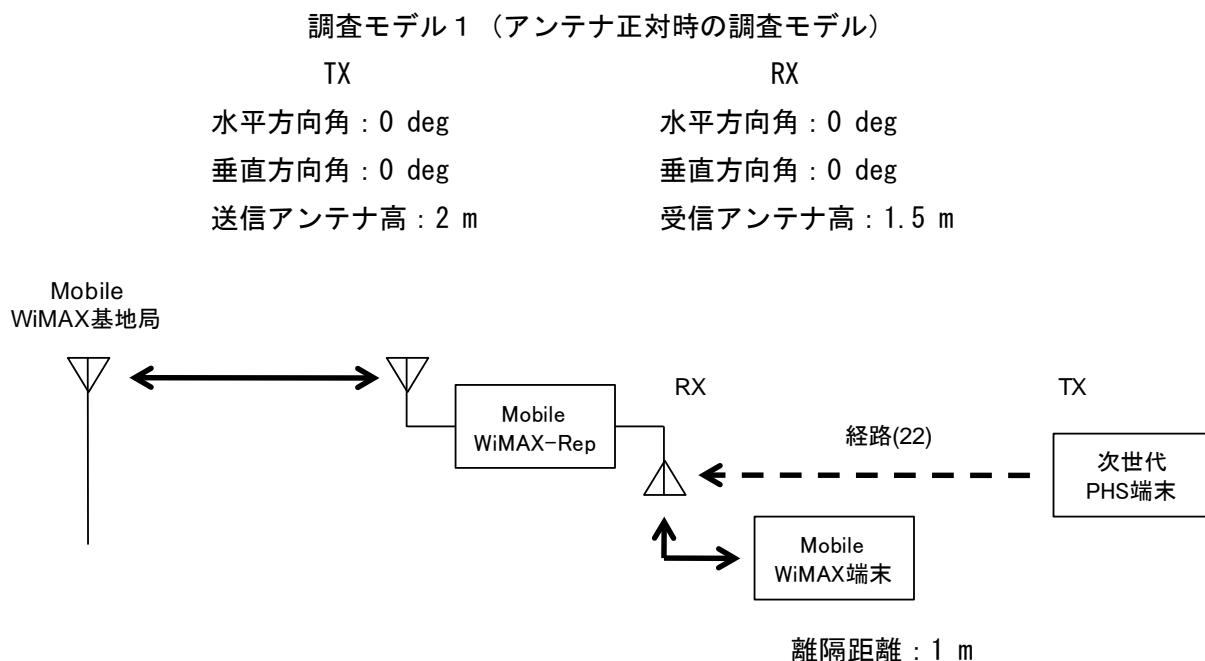 調査モデル1 (アンテナ正対時の調査モデル)
TX
RX
水平方向角:0 deg
水平方向角:0 deg
垂直方向角:0 deg
垂直方向角:0 deg
送信アンテナ高:2 m
受信アンテナ高:1.5 m
Mobile
WiMAX基地局
RX
TX
Mobile
WiMAX-Rep
経路(22)
次世代
PHS端末
Mobile
WiMAX端末
離隔距離:1 m